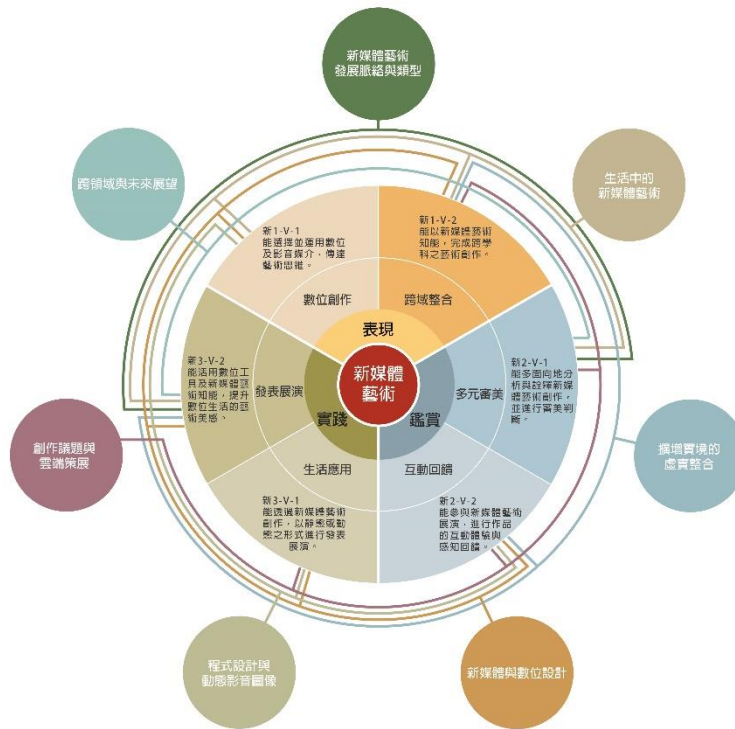 新媒體藝術
發展脈絡與類型
跨領域與未來展望
生活中的
新媒體藝術
新1-V-1
能選擇並運用數位
及影音媒介，傳達
藝術思維。
新1-V-2
能以新媒體藝術
知能，完成跨學
科之藝術創作。
數位創作
跨域整合
表現
新3-V-2
能活用數位工
具及新媒體藝
術知能，提升
數位生活的藝
術美感。
發表展演
新媒體
藝術
多元審美
新2-V-1
能多面向地分
析與詮釋新媒
體藝術創作，
並進行審美判
斷。
實踐
鑑賞
創作議題與
雲端策展
擴增實境的
虛實整合
生活應用
互動回饋
新3-V-1
能透過新媒體藝術
創作，以靜態或動
態之形式進行發表
展演。
新2-V-2
能參與新媒體藝術
展演，進行作品
的互動體驗與
感知回饋。
程式設計與
動態影音圖像
新媒體與數位設計